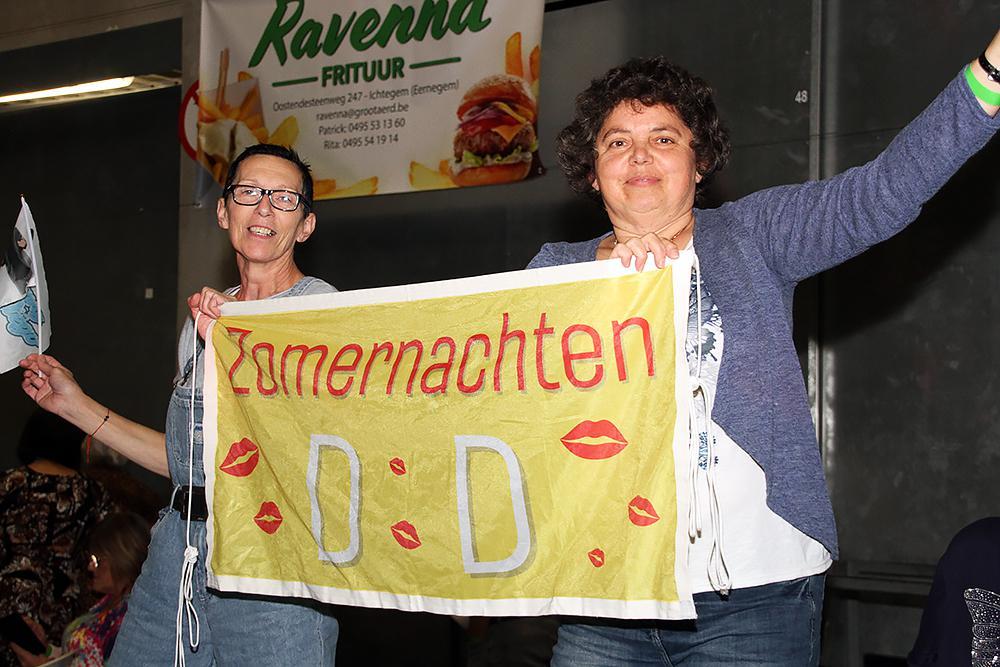 Ravenna
FRITUUR
Oostendesteenweg 247 - Ichtegem (Eernegem)
ravenna@grootaerd.be
Patrick: 0495 53 13 60
Rita: 0495 54 19 14
48
Zomernachten
D D